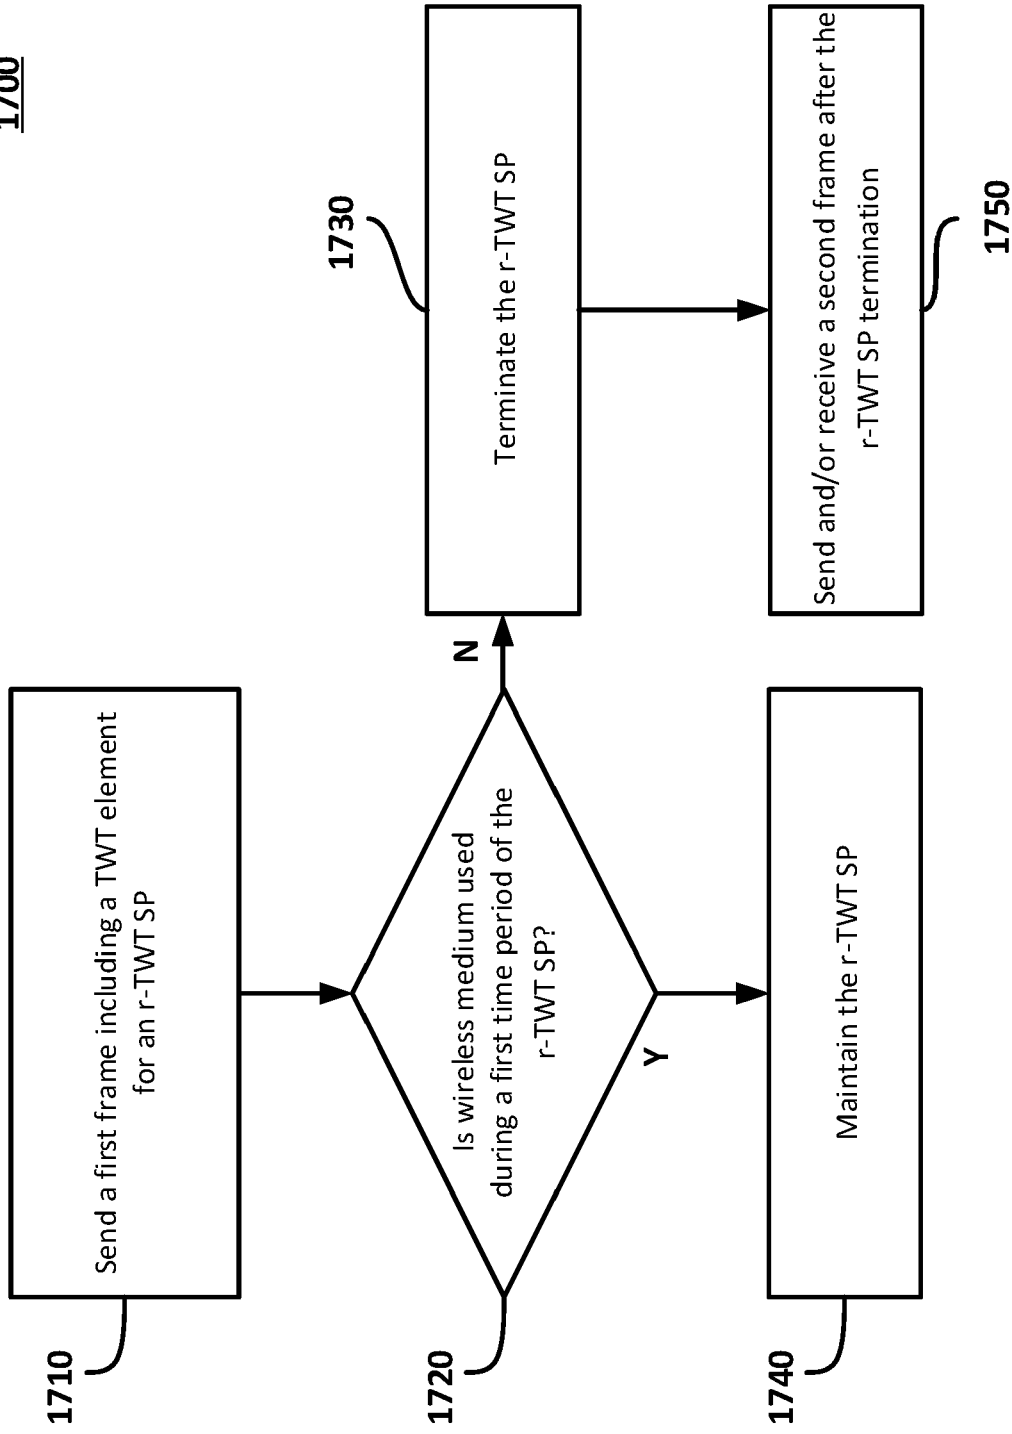 1700
1710
Send a first frame including a TWT element
for an r-TWT SP
1720
Is wireless medium used
during a first time period of the
r-TWT SP?
N
Y
1730
Terminate the r-TWT SP
1740
Maintain the r-TWT SP
Send and/or receive a second frame after the
r-TWT SP termination
1750